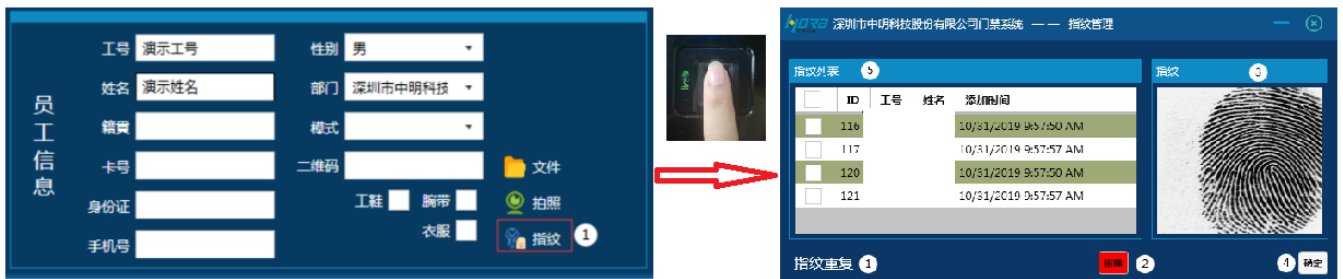 工号 演示工号 性别 男
姓名 演示姓名 部门 深圳市中明科技
籍贯 模式
卡号 二维码 文件
身份证 工鞋 腕带 拍照
手机号 衣服 指纹 1
员工信息
HORA 深圳市中明科技股份有限公司门禁系统 —— 指纹管理
指纹列表 5 指纹 3
ID 工号 姓名 添加时间
116 10/31/2019 9:57:50 AM
117 10/31/2019 9:57:57 AM
120 10/31/2019 9:57:50 AM
121 10/31/2019 9:57:57 AM
指纹重复 1 2 4 确定